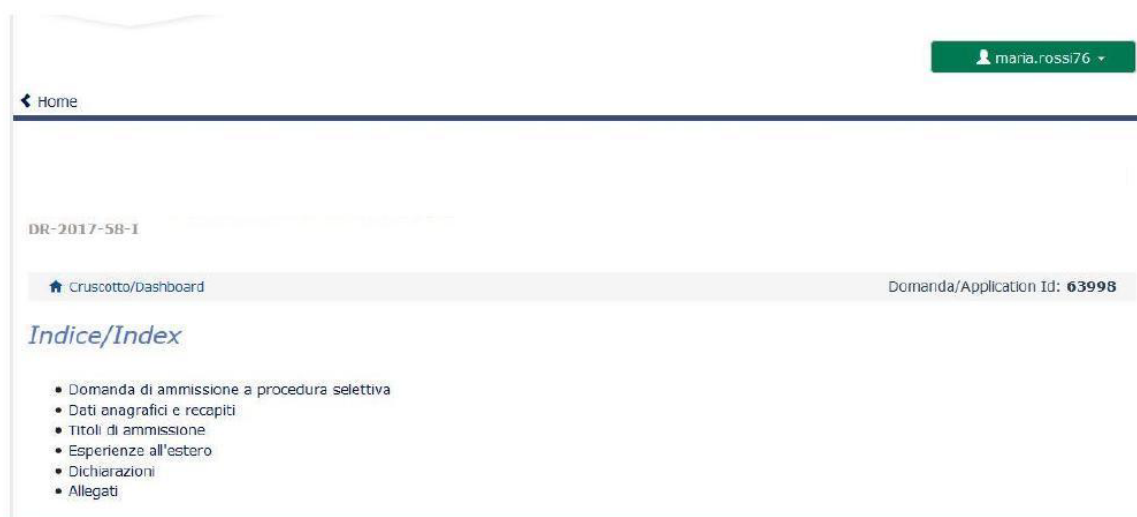 maria.rossi76
Home
DR-2017-58-I
Cruscotto/Dashboard
Domanda/Application Id: 63998
Indice/Index
Domanda di ammissione a procedura selettiva
Dati anagrafici e recapiti
Titoli di ammissione
Esperienze all'estero
Dichiarazioni
Allegati